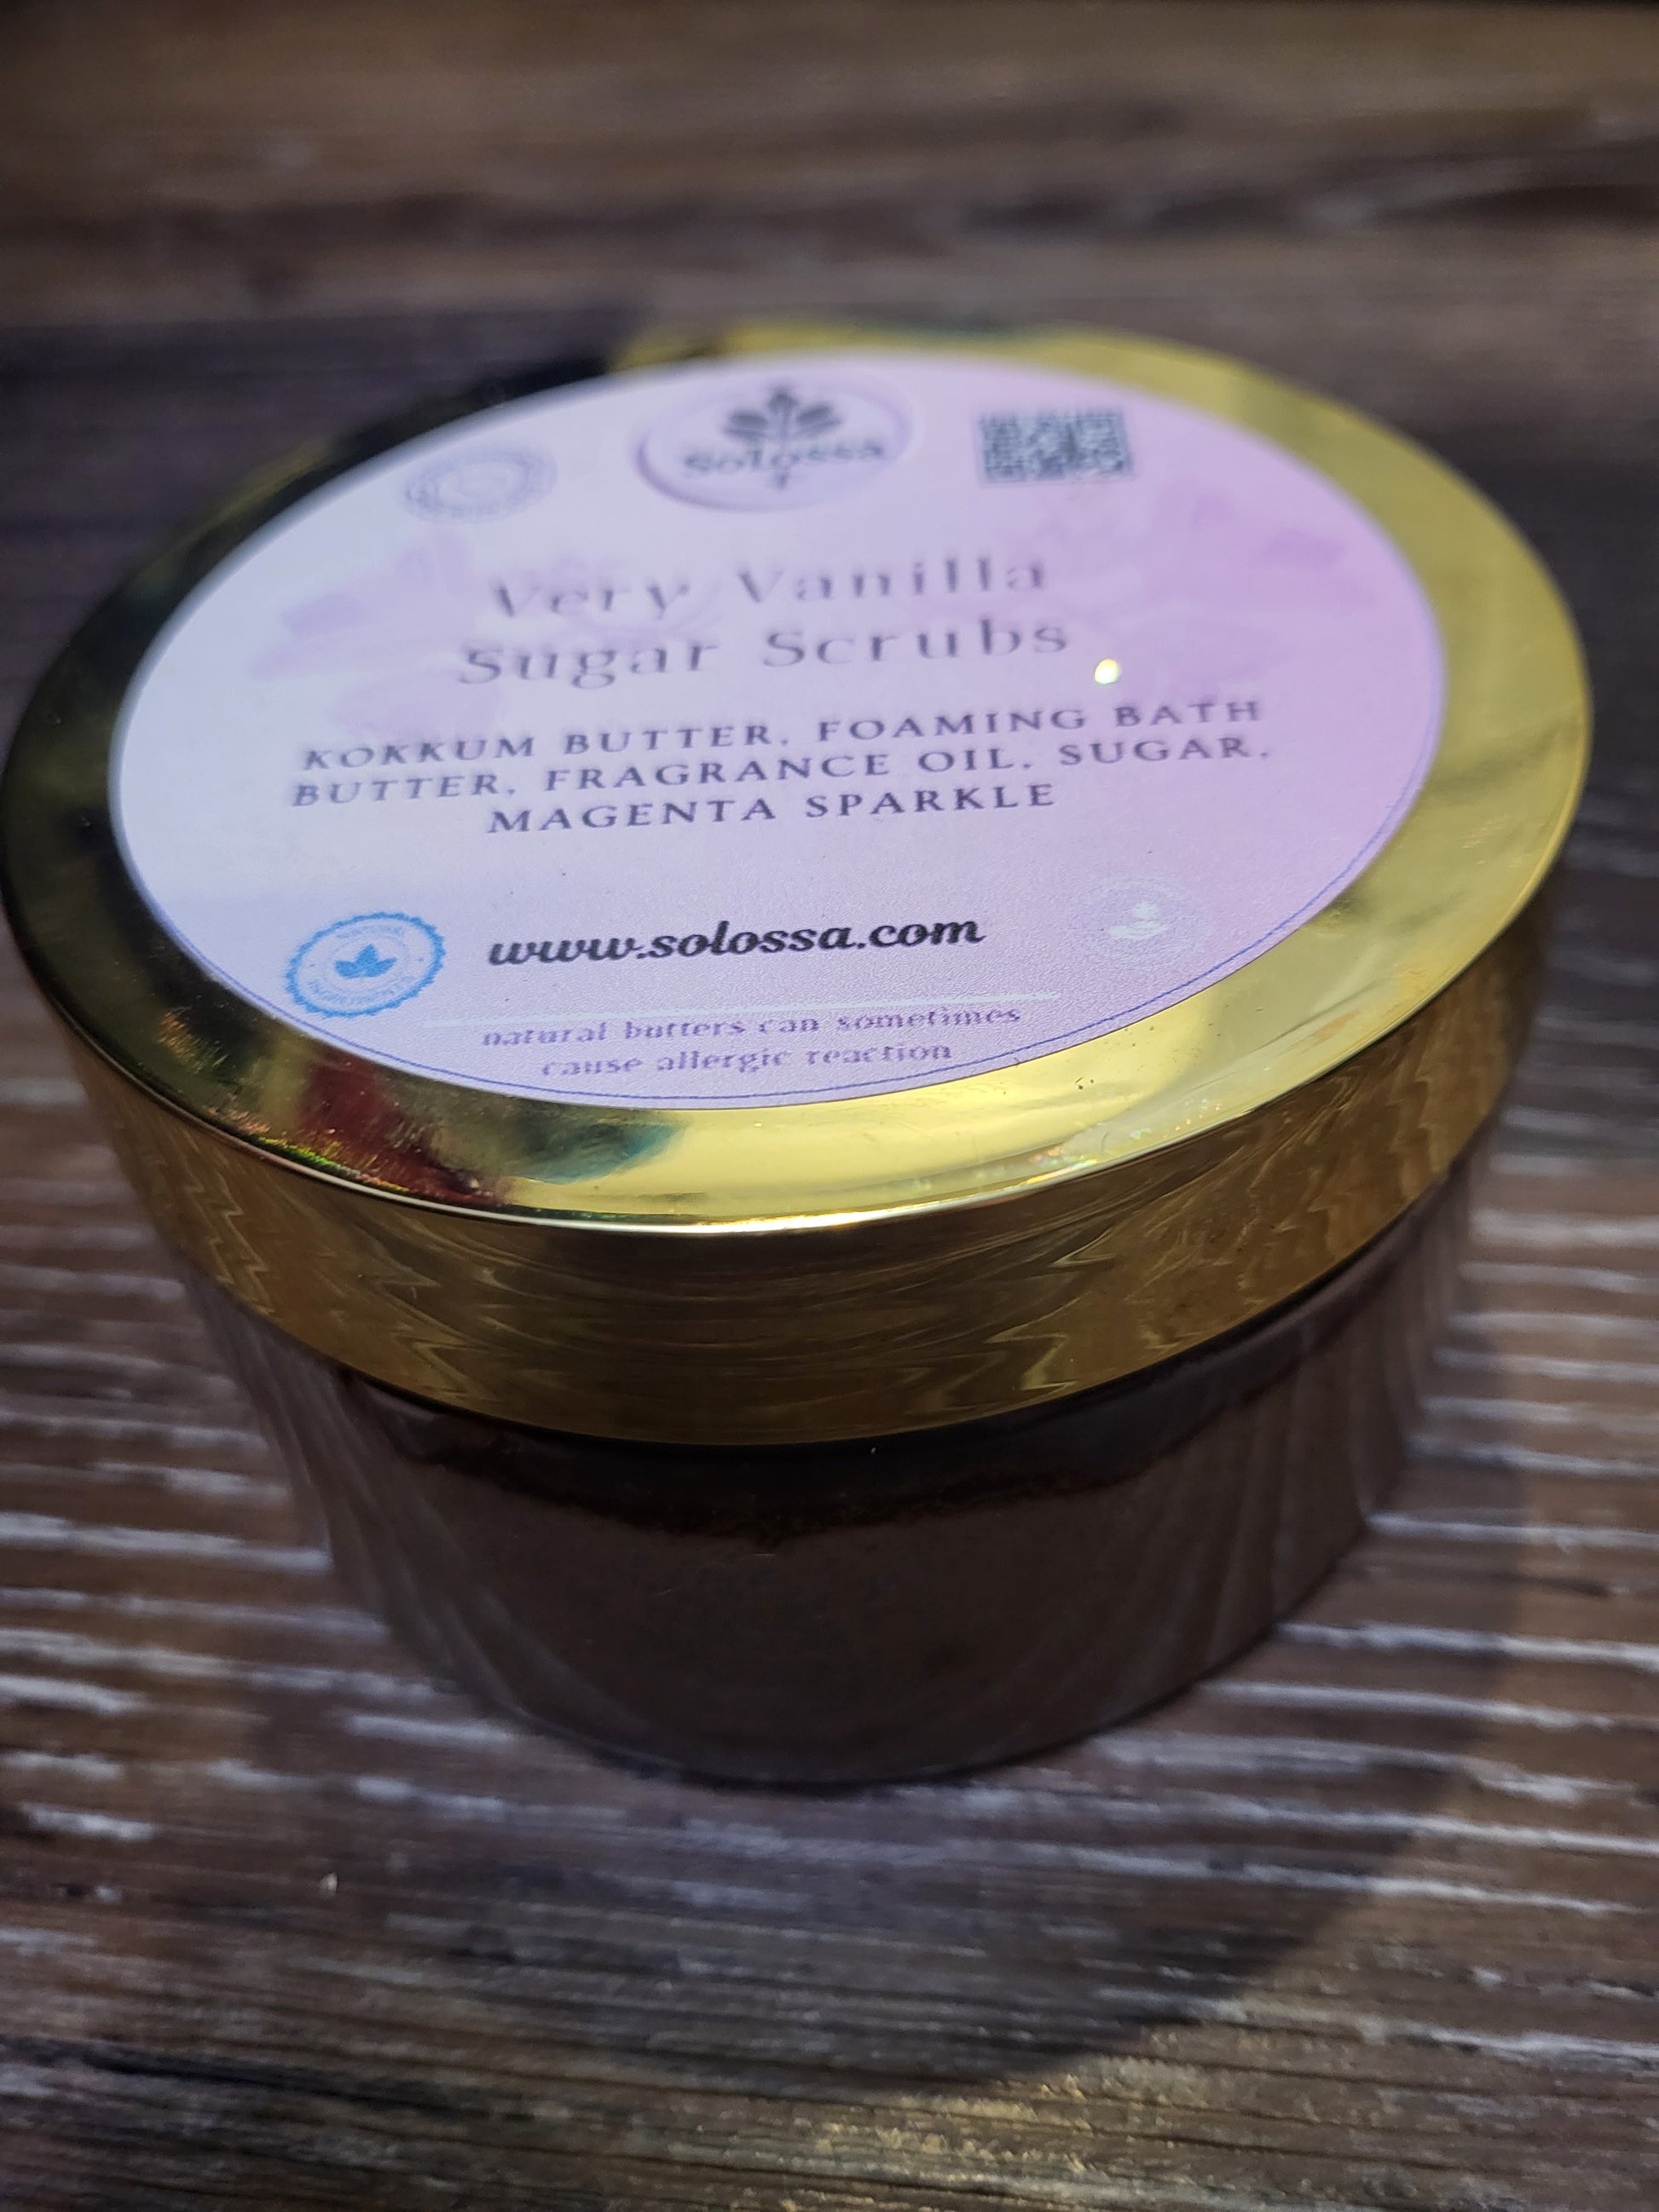 Solossa
Very Vanilla
Sugar Scrubs
KOKKUM BUTTER, FOAMING BATH
BUTTER, FRAGRANCE OIL, SUGAR,
MAGENTA SPARKLE
www.solossa.com
natural butters can sometimes
cause allergic reaction